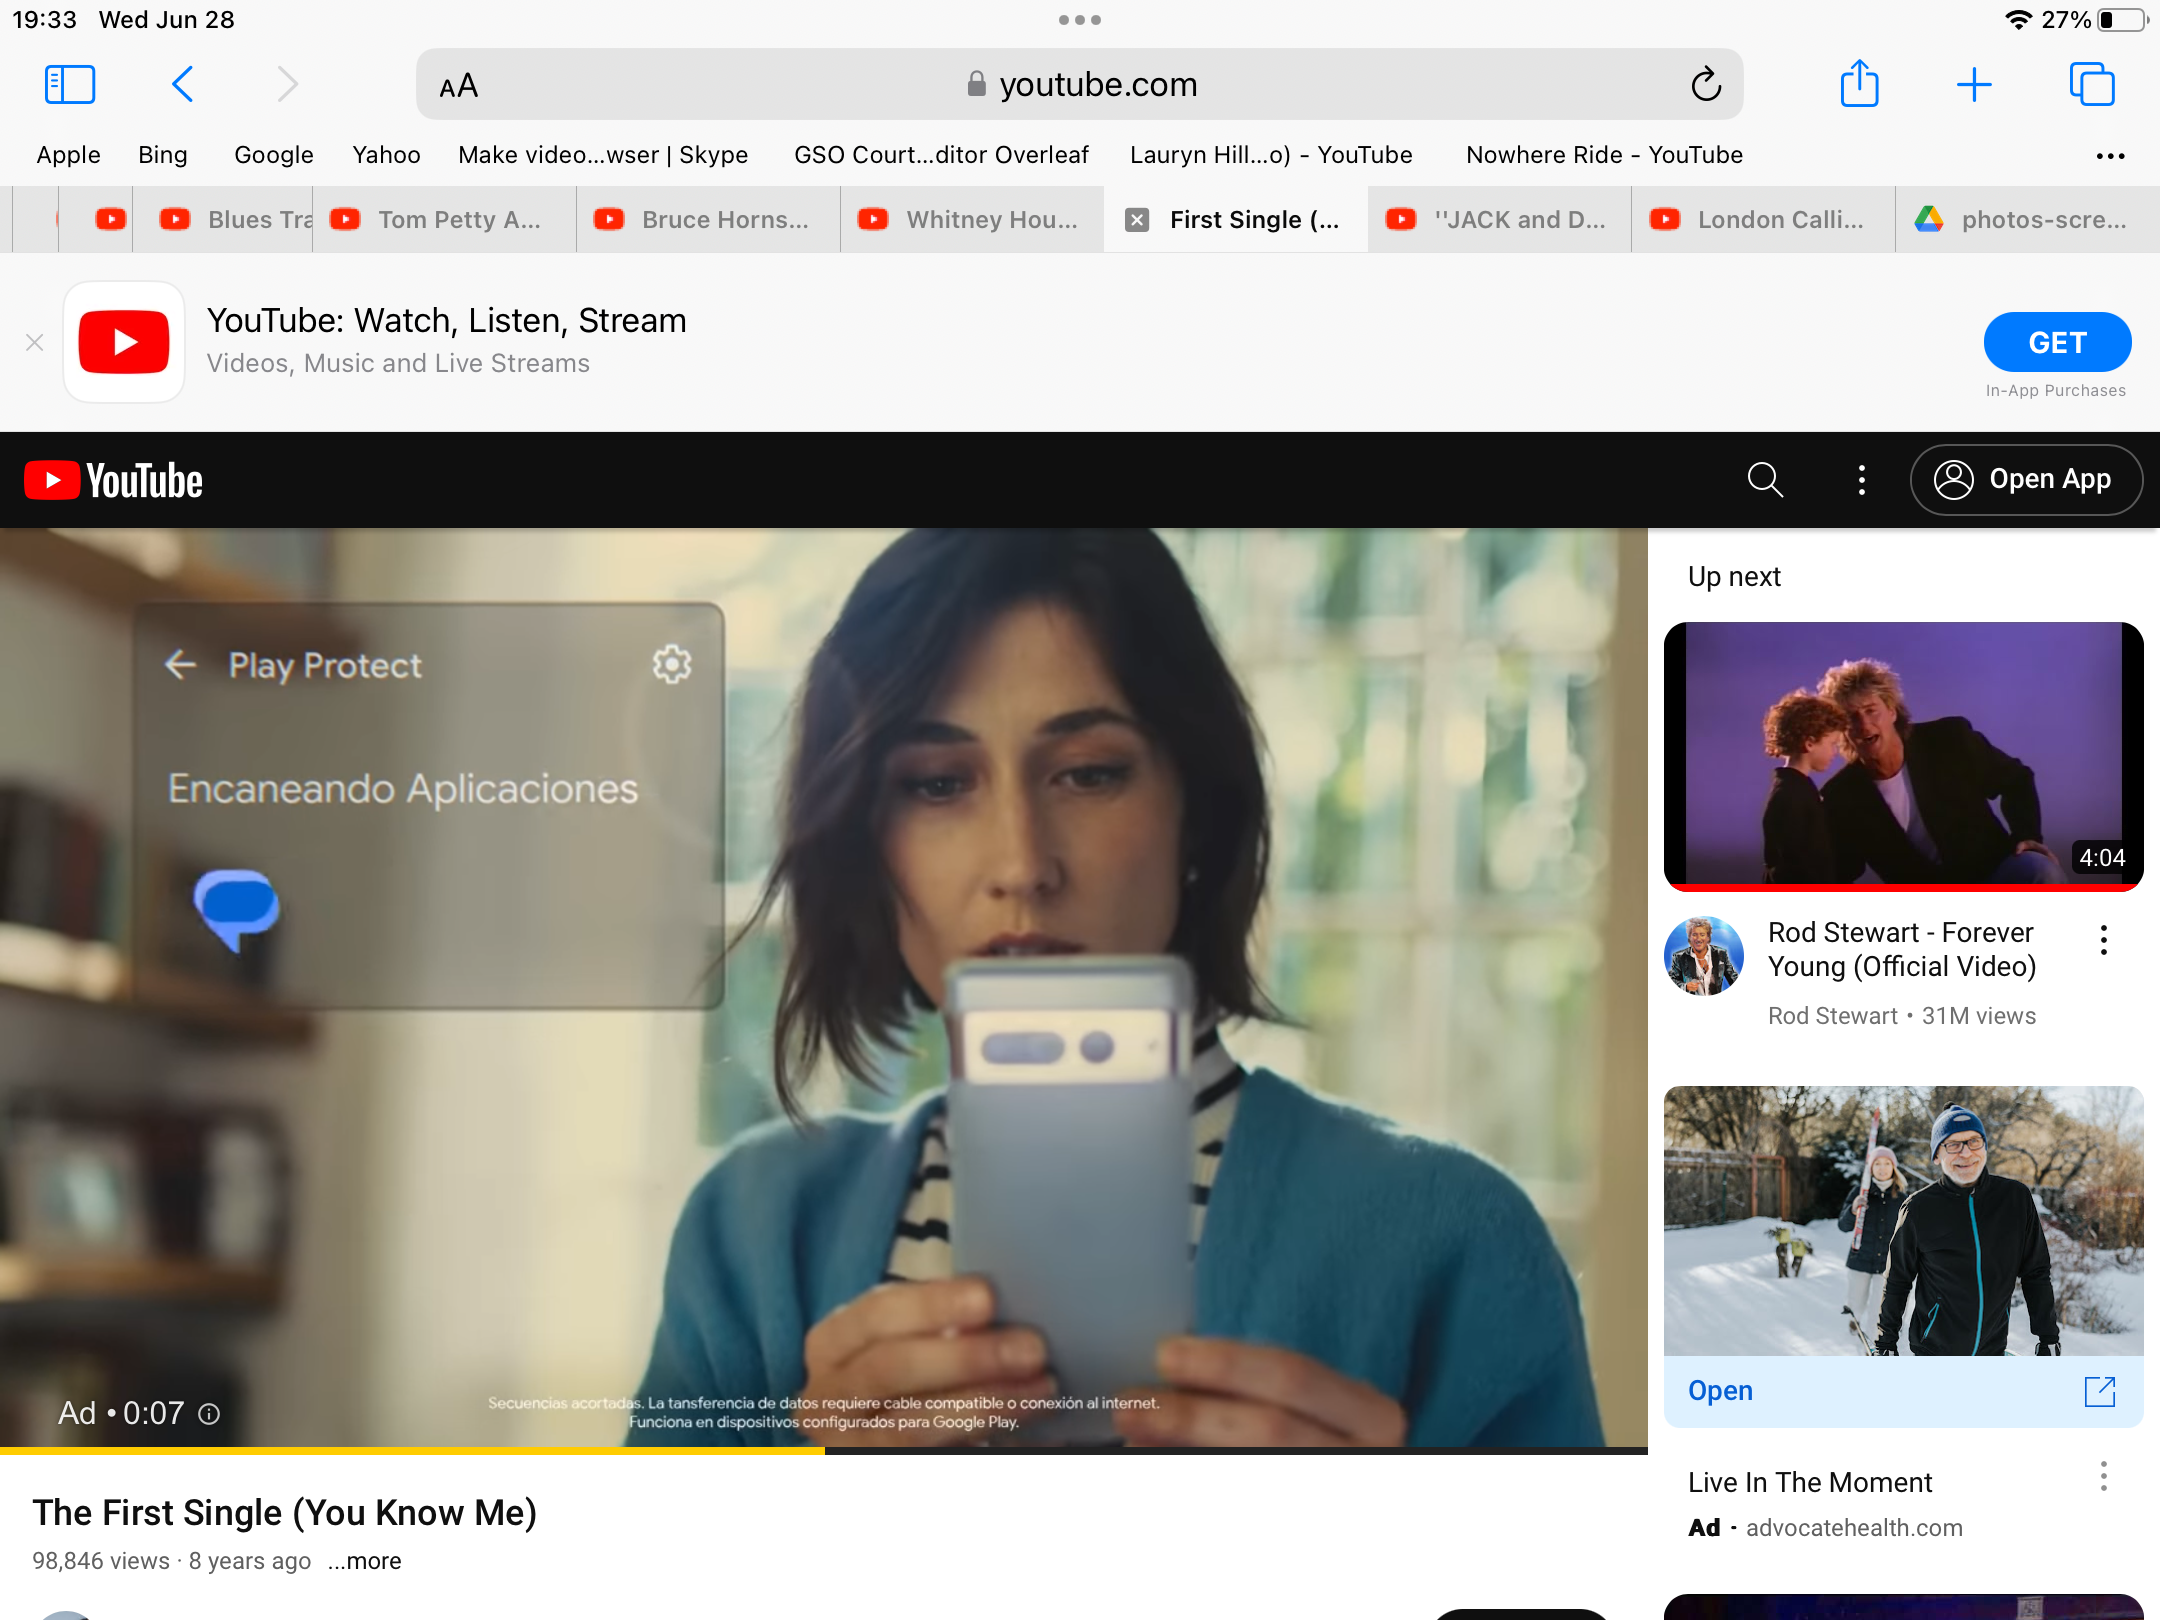 19:33 Wed Jun 28
27%
AA
youtube.com
Apple Bing Google Yahoo Make video...wser | Skype GSO Court...ditor Overleaf Lauryn Hill...o) - YouTube Nowhere Ride - YouTube
Blues Tra Tom Petty A... Bruce Horns... Whitney Hou... First Single (... ''JACK and D... London Calli... photos-scre...
YouTube: Watch, Listen, Stream
Videos, Music and Live Streams
GET
In-App Purchases
YouTube
Open App
Play Protect
Encaneando Aplicaciones
Secuencias acortadas. La tansferencia de datos requiere cable compatible o conexión al internet.
Funciona en dispositivos configurados para Google Play.
Ad • 0:07
The First Single (You Know Me)
98,846 views · 8 years ago ...more
Up next
4:04
Rod Stewart - Forever
Young (Official Video)
Rod Stewart • 31M views
Open
Live In The Moment
Ad · advocatehealth.com